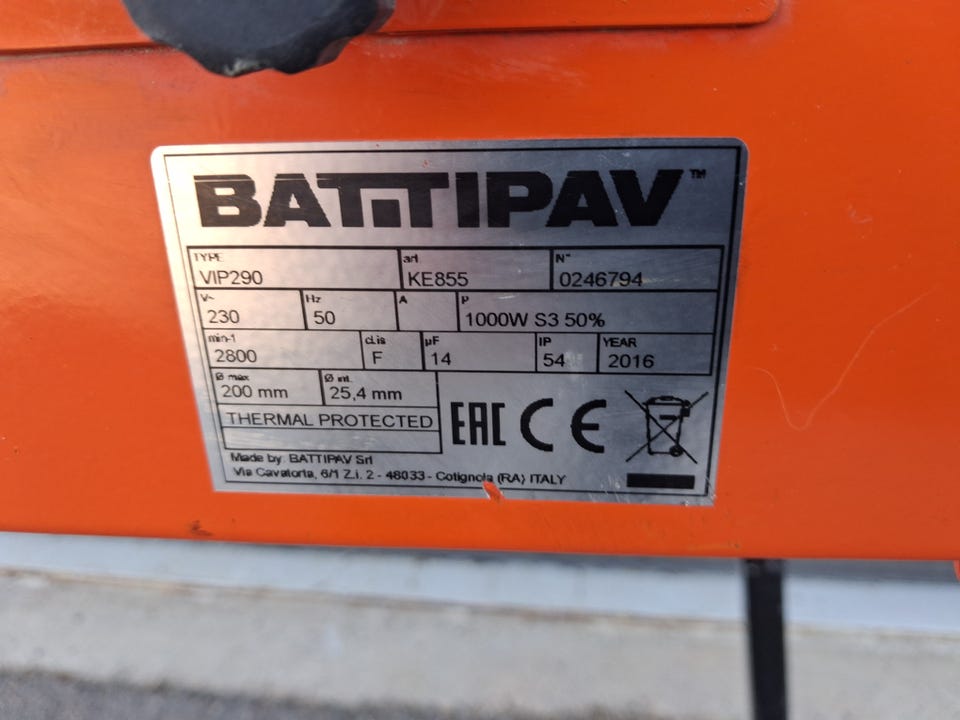 BATTIPAV™
TYPE art. N°
VIP290 KE855 0246794
V~ Hz A P
230 50 1000W S3 50%
min-1 cl.is µF IP YEAR
2800 F 14 54 2016
Ø max Ø int.
200 mm 25,4 mm
THERMAL PROTECTED
EAC CE
Made by: BATTIPAV Srl
Via Cavatorta, 6/1 Z.i. 2 - 48033 - Cotignola (RA) ITALY